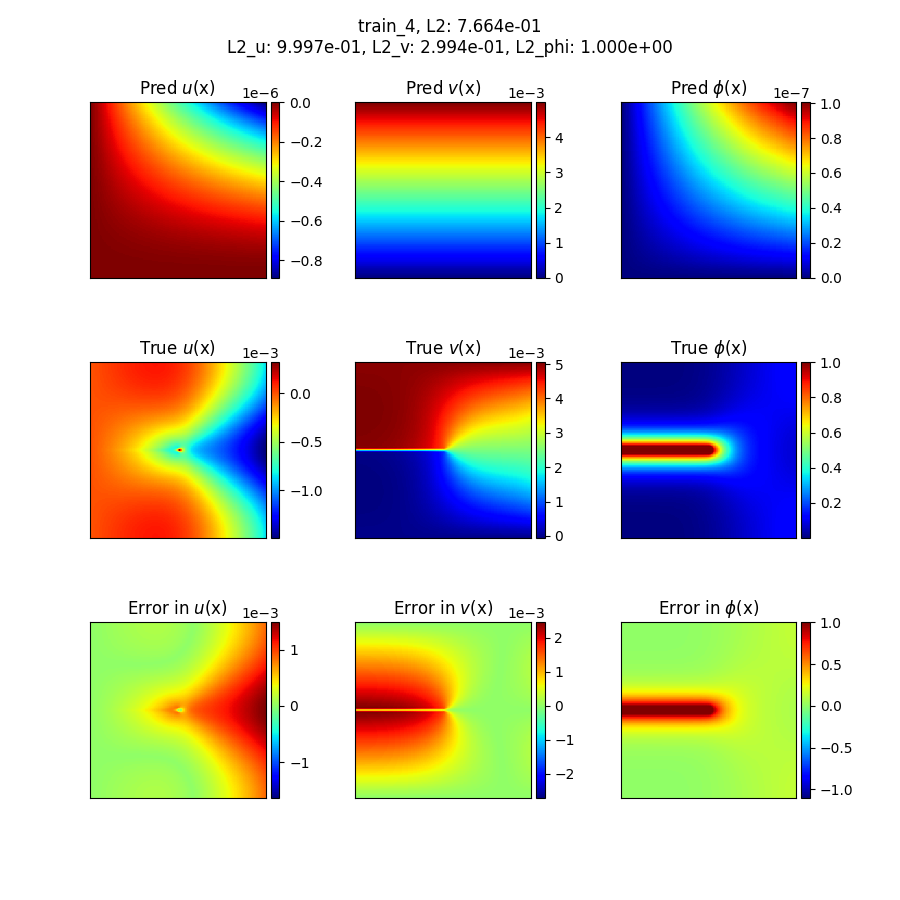 train_4, L2: 7.664e-01
L2_u: 9.997e-01, L2_v: 2.994e-01, L2_phi: 1.000e+00
Pred u(x)
1e−6
0.0
−0.2
−0.4
−0.6
−0.8
Pred v(x)
1e−3
4
3
2
1
0
Pred ϕ(x)
1e−7
1.0
0.8
0.6
0.4
0.2
0.0
True u(x)
1e−3
0.0
−0.5
−1.0
True v(x)
1e−3
5
4
3
2
1
0
True ϕ(x)
1.0
0.8
0.6
0.4
0.2
Error in u(x)
1e−3
1
0
−1
Error in v(x)
1e−3
2
1
0
−1
−2
Error in ϕ(x)
1.0
0.5
0.0
−0.5
−1.0